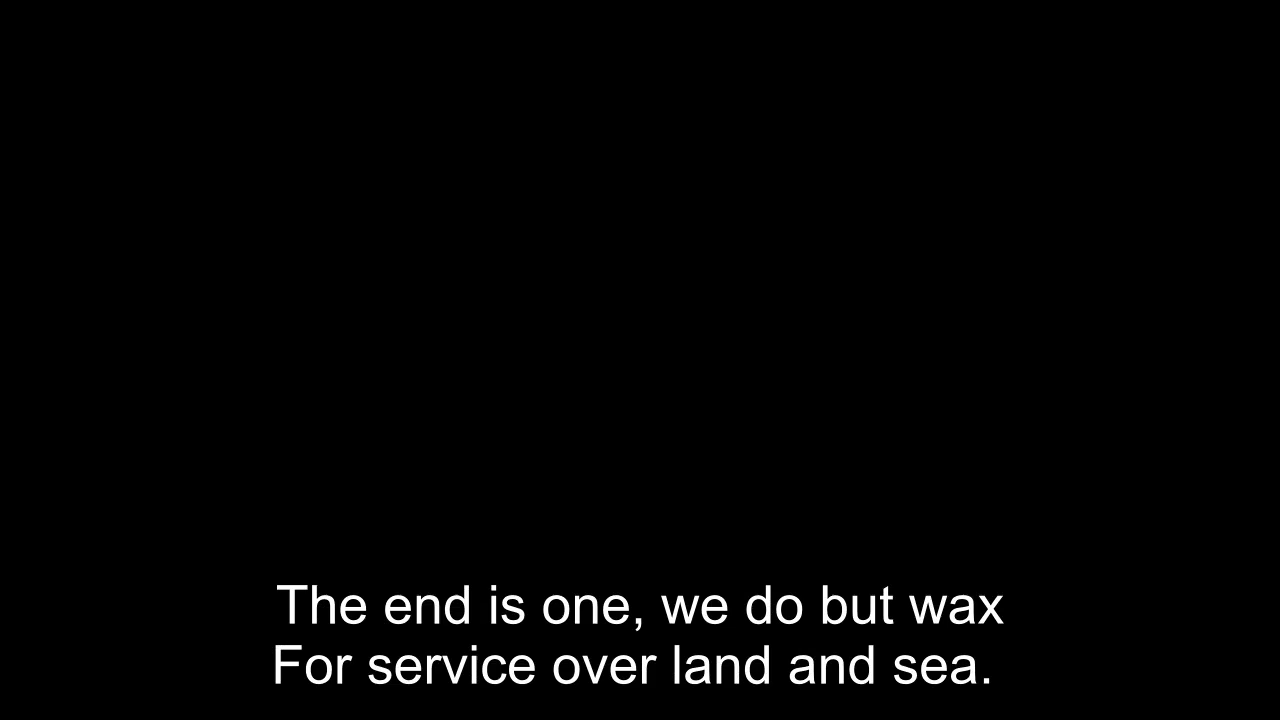 The end is one, we do but wax
For service over land and sea.